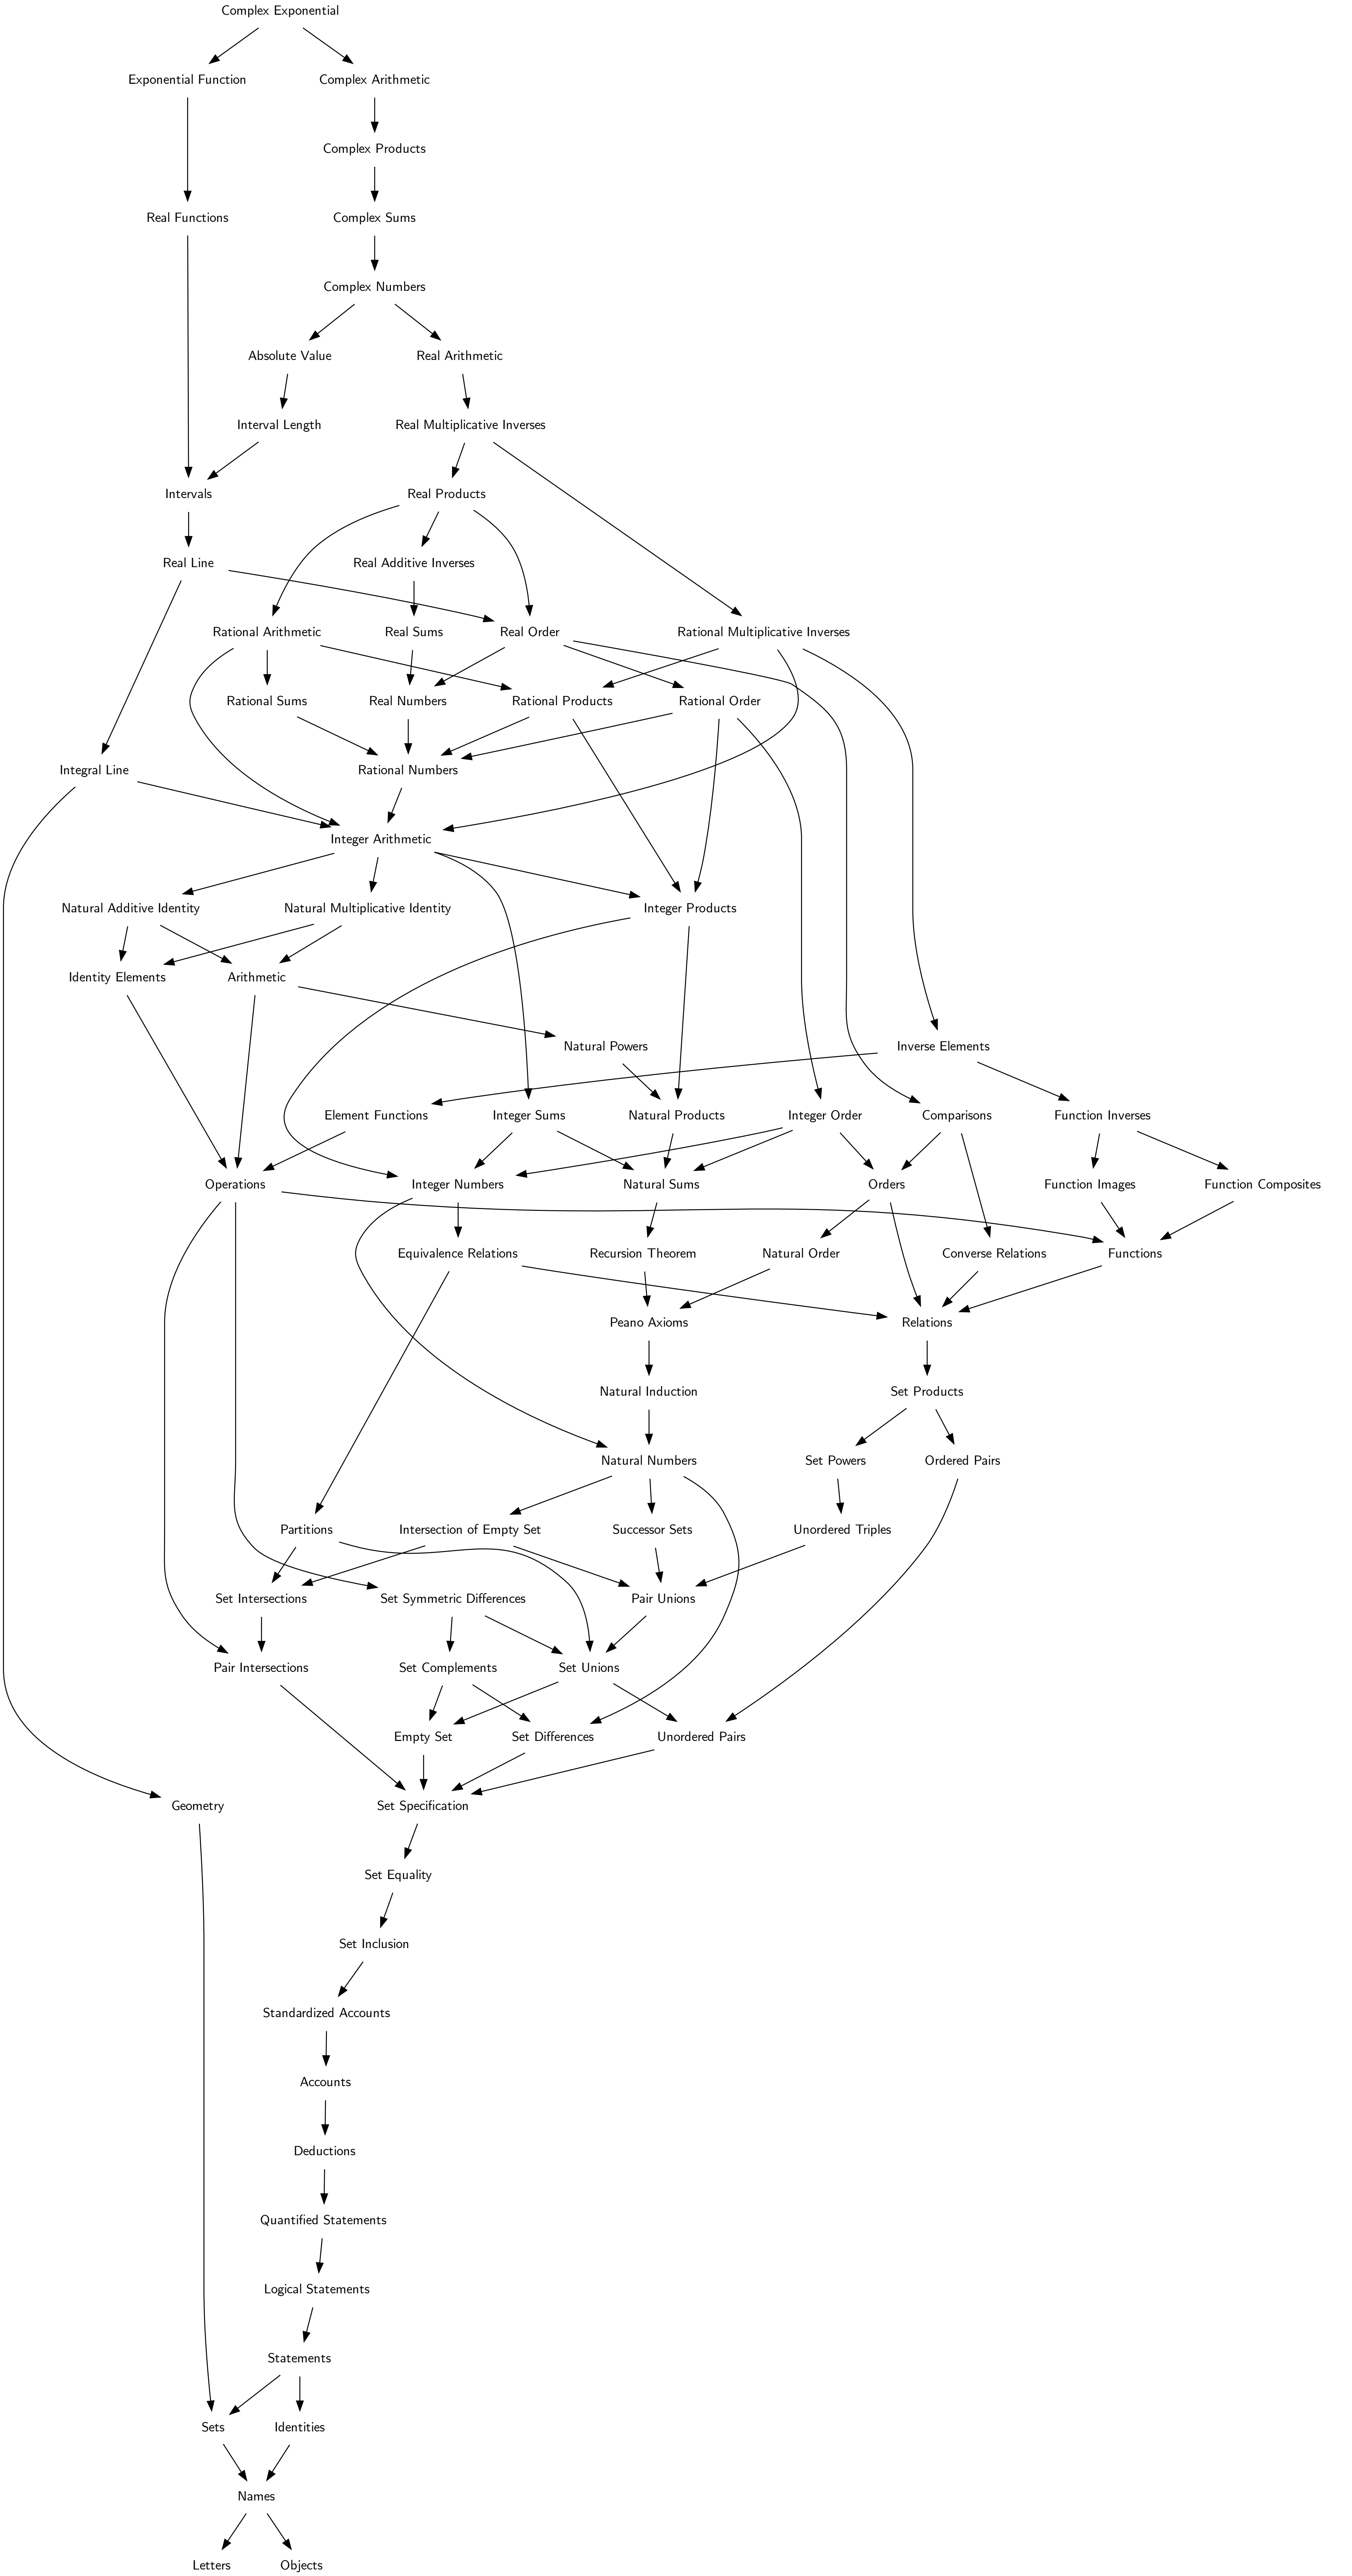 Complex Exponential
Exponential Function
Complex Arithmetic
Complex Products
Real Functions
Complex Sums
Complex Numbers
Absolute Value
Real Arithmetic
Interval Length
Real Multiplicative Inverses
Intervals
Real Products
Real Line
Real Additive Inverses
Rational Arithmetic
Real Sums
Real Order
Rational Multiplicative Inverses
Rational Sums
Real Numbers
Rational Products
Rational Order
Integral Line
Rational Numbers
Integer Arithmetic
Natural Additive Identity
Natural Multiplicative Identity
Integer Products
Identity Elements
Arithmetic
Natural Powers
Inverse Elements
Element Functions
Integer Sums
Natural Products
Integer Order
Comparisons
Function Inverses
Operations
Integer Numbers
Natural Sums
Orders
Function Images
Function Composites
Equivalence Relations
Recursion Theorem
Natural Order
Converse Relations
Functions
Peano Axioms
Relations
Natural Induction
Set Products
Natural Numbers
Set Powers
Ordered Pairs
Partitions
Intersection of Empty Set
Successor Sets
Unordered Triples
Set Intersections
Set Symmetric Differences
Pair Unions
Pair Intersections
Set Complements
Set Unions
Empty Set
Set Differences
Unordered Pairs
Geometry
Set Specification
Set Equality
Set Inclusion
Standardized Accounts
Accounts
Deductions
Quantified Statements
Logical Statements
Statements
Sets
Identities
Names
Letters
Objects